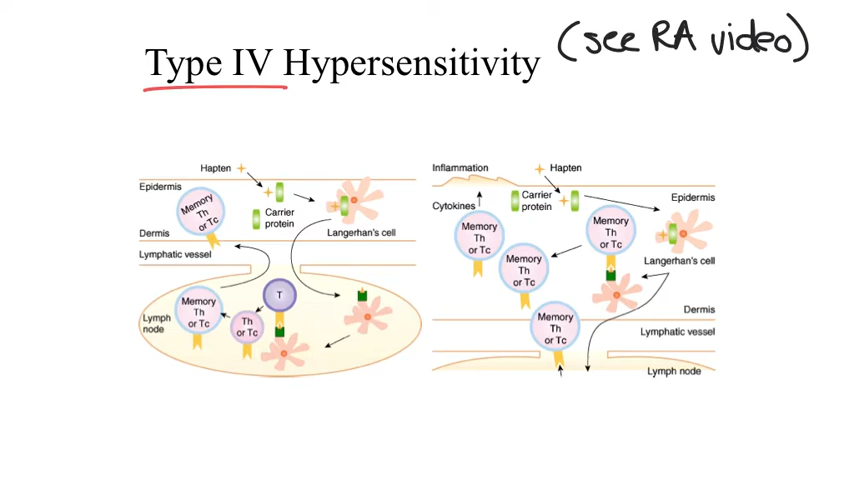 (see RA video)
Type IV Hypersensitivity
Hapten
Epidermis
Memory
Th
or Tc
Carrier
protein
Dermis
Langerhan's cell
Lymphatic vessel
T
Memory
Th
or Tc
Lymph
node
Th
or Tc
Inflammation
Hapten
Cytokines
Carrier
protein
Epidermis
Memory
Th
or Tc
Memory
Th
or Tc
Memory
Th
or Tc
Langerhan's cell
Dermis
Memory
Th
or Tc
Lymphatic vessel
Lymph node